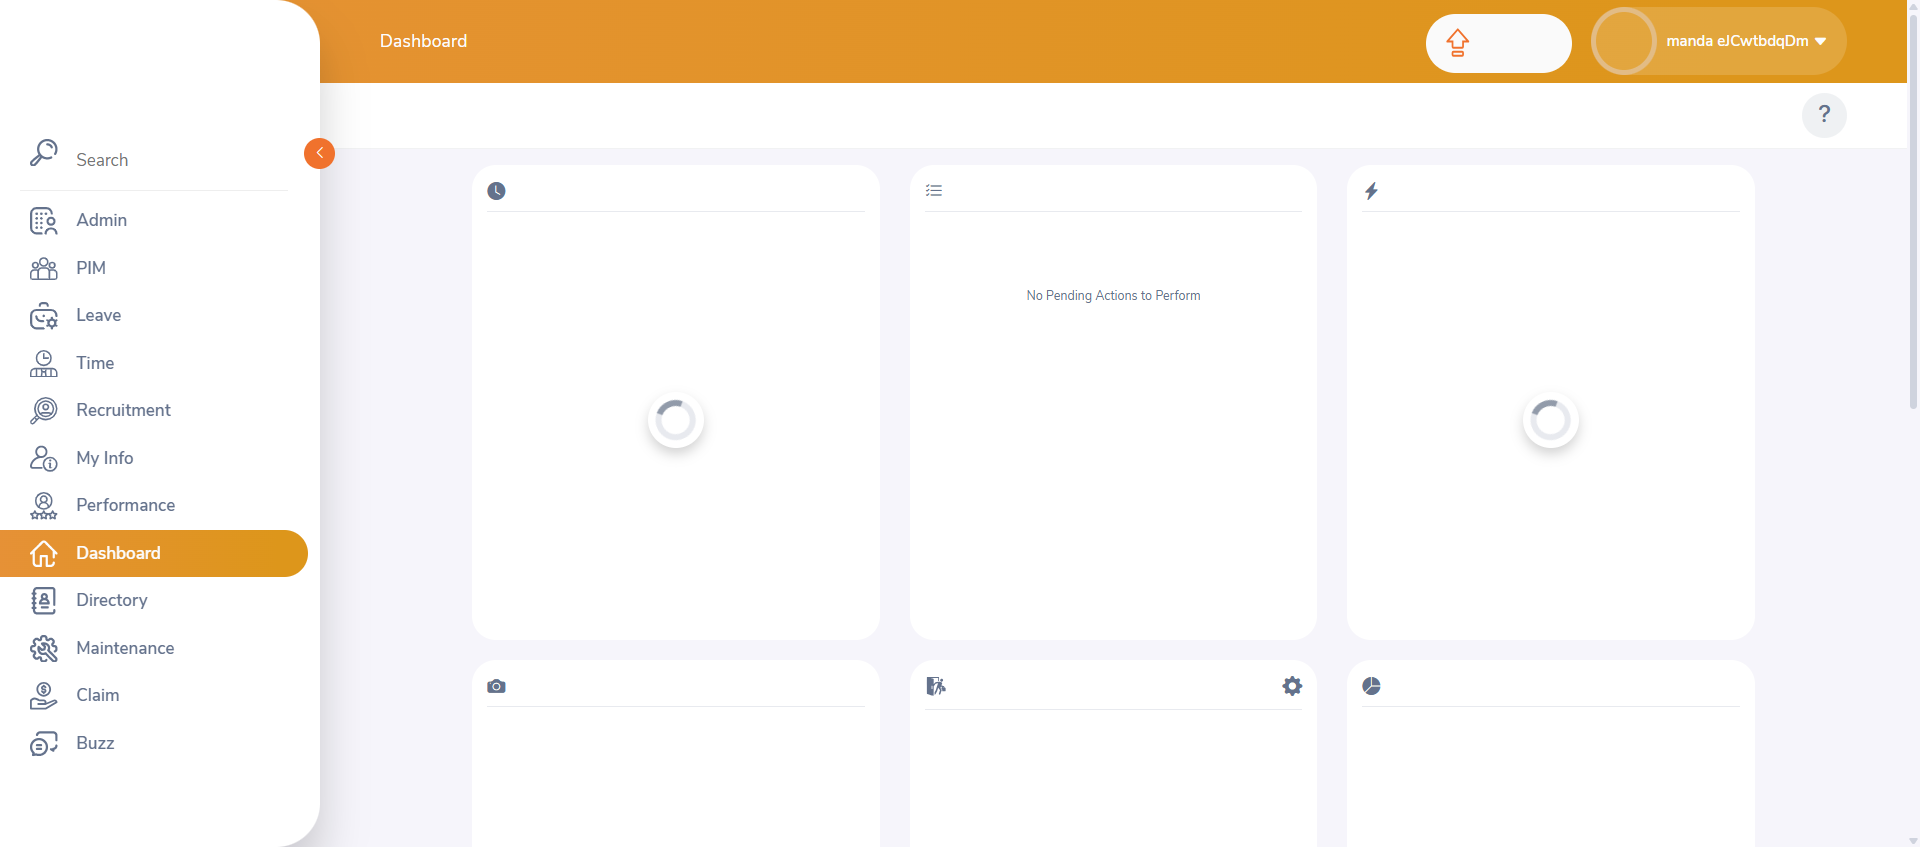 Dashboard
manda eJCwtbdqDm
?
Search
Admin
PIM
Leave
Time
Recruitment
My Info
Performance
Dashboard
Directory
Maintenance
Claim
Buzz
No Pending Actions to Perform